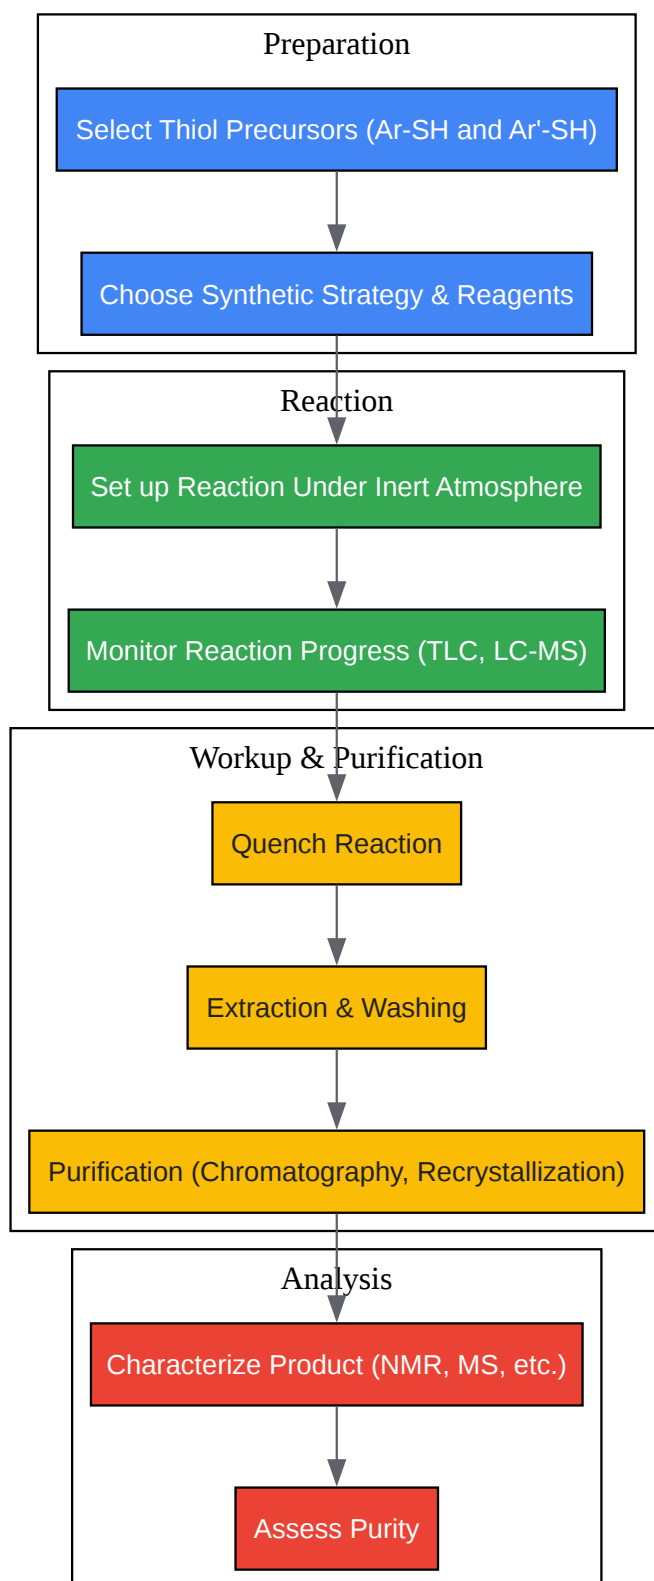 Preparation
Select Thiol Precursors (Ar-SH and Ar'-SH)
Choose Synthetic Strategy & Reagents
Reaction
Set up Reaction Under Inert Atmosphere
Monitor Reaction Progress (TLC, LC-MS)
Workup & Purification
Quench Reaction
Extraction & Washing
Purification (Chromatography, Recrystallization)
Analysis
Characterize Product (NMR, MS, etc.)
Assess Purity